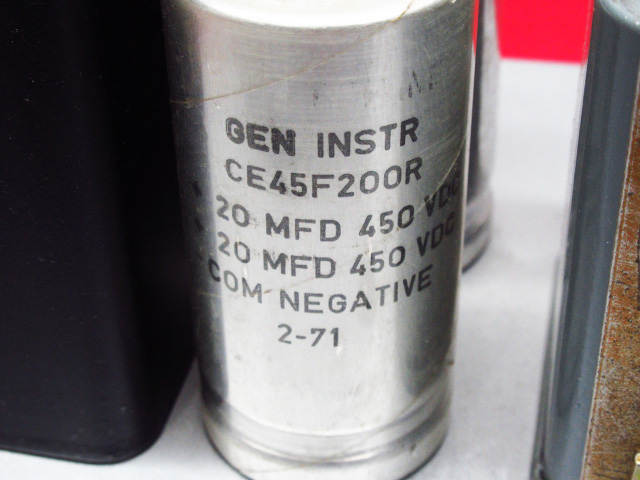 GEN INSTR
CE45F200R
20 MFD 450 VDC
20 MFD 450 VDC
COM NEGATIVE
2-71